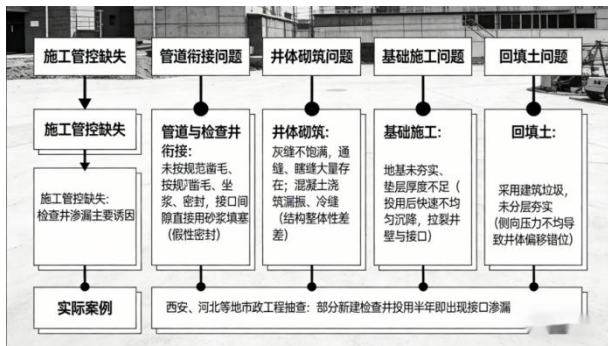 施工管控缺失
管道衔接问题
井体砌筑问题
基础施工问题
回填土问题
施工管控缺失
施工管控缺失:
检查井渗漏主要诱因
管道与检查井
衔接:
未按规范凿毛、
按规凿毛、坐
浆、密封，接口间
隙直接用砂浆填塞
（假性密封）
井体砌筑:
灰缝不饱满，通
缝、瞎缝大量存
在；混凝土浇
筑漏振、冷缝
（结构整体性差
差）
基础施工:
地基未夯实、
垫层厚度不足（
投用后快速不均
匀沉降，拉裂井
壁与接口）
回填土:
采用建筑垃圾，
未分层夯实
（侧向压力不均导
致井体偏移错位）
实际案例
西安、河北等地市政工程抽查：部分新建检查井投用半年即出现接口渗漏